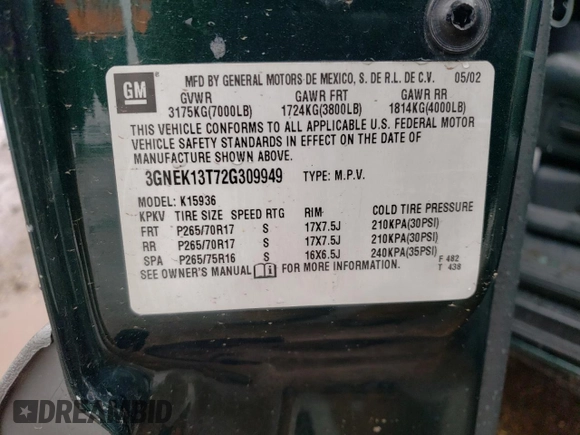 GM
MFD BY GENERAL MOTORS DE MEXICO, S. DE R.L. DE C.V. 05/02
GVWR GAWR FRT GAWR RR
3175KG(7000LB) 1724KG(3800LB) 1814KG(4000LB)
THIS VEHICLE CONFORMS TO ALL APPLICABLE U.S. FEDERAL MOTOR
VEHICLE SAFETY STANDARDS IN EFFECT ON THE DATE OF
MANUFACTURE SHOWN ABOVE.
3GNEK13T72G309949 TYPE: M.P.V.
MODEL: K15936
KPKV TIRE SIZE SPEED RTG RIM COLD TIRE PRESSURE
FRT P265/70R17 S 17X7.5J 210KPA(30PSI)
RR P265/70R17 S 17X7.5J 210KPA(30PSI)
SPA P265/75R16 S 16X6.5J 240KPA(35PSI)
SEE OWNER'S MANUAL FOR MORE INFORMATION.
F 482
T 438
DREAMBID